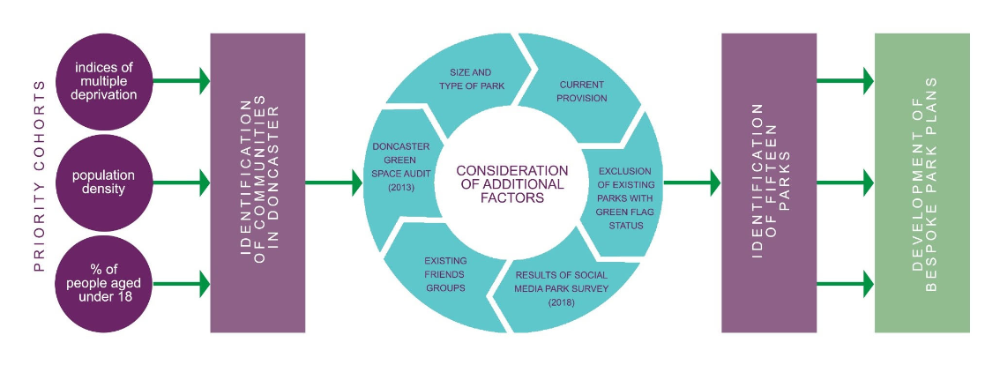 PRIORITY COHORTS
indices of
multiple
deprivation
population
density
% of
people aged
under 18
IDENTIFICATION
OF COMMUNITIES
IN DONCASTER
SIZE AND
TYPE OF PARK
CURRENT
PROVISION
EXCLUSION
OF EXISTING
PARKS WITH
GREEN FLAG
STATUS
RESULTS OF SOCIAL
MEDIA PARK SURVEY
(2018)
EXISTING
FRIENDS
GROUPS
DONCASTER
GREEN
SPACE AUDIT
(2013)
CONSIDERATION
OF ADDITIONAL
FACTORS
IDENTIFICATION
OF FIFTEEN
PARKS
DEVELOPMENT OF
BESPOKE PARK PLANS